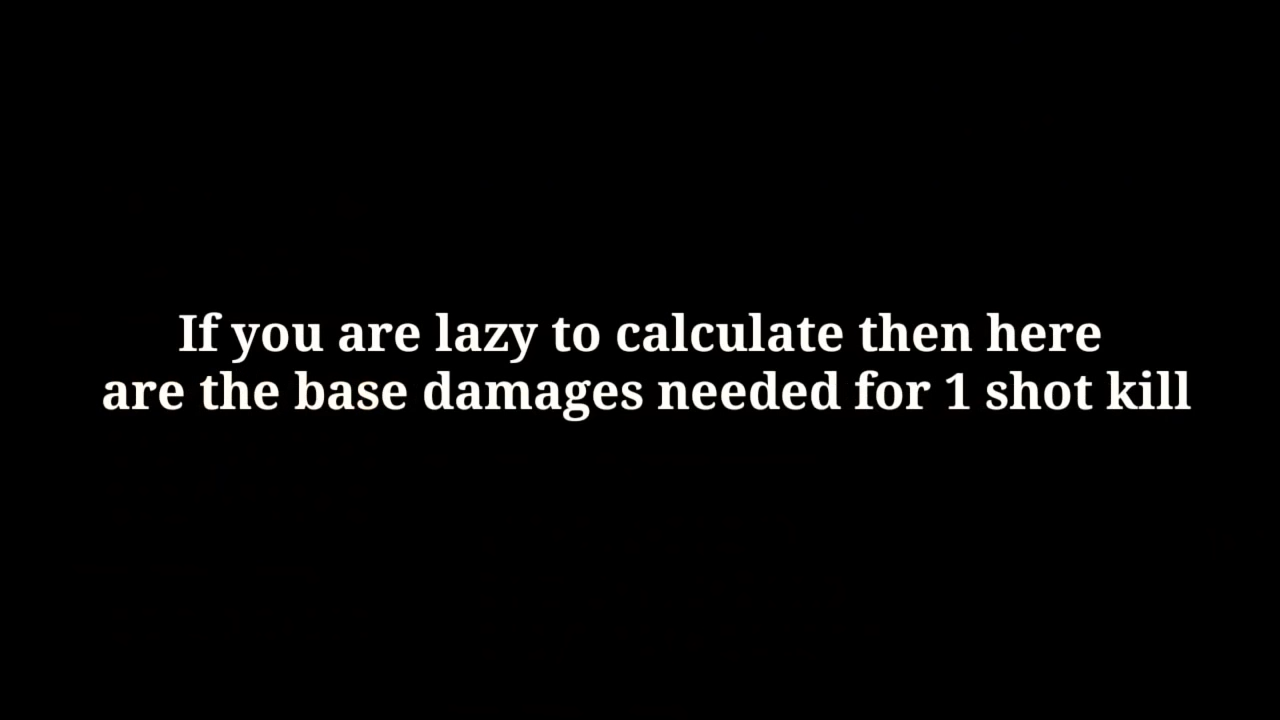 If you are lazy to calculate then here
are the base damages needed for 1 shot kill